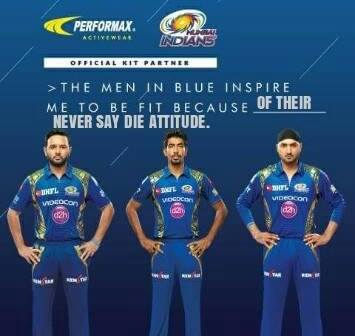 PERFORMAX
ACTIVEWEAR
MUMBAI
INDIANS
OFFICIAL KIT PARTNER
>THE MEN IN BLUE INSPIRE
ME TO BE FIT BECAUSE OF THEIR
NEVER SAY DIE ATTITUDE.
DHFL
VIDEOCON
d2h
DHFL
VIDEOCON
d2h
DHFL
VIDEOCON
d2h